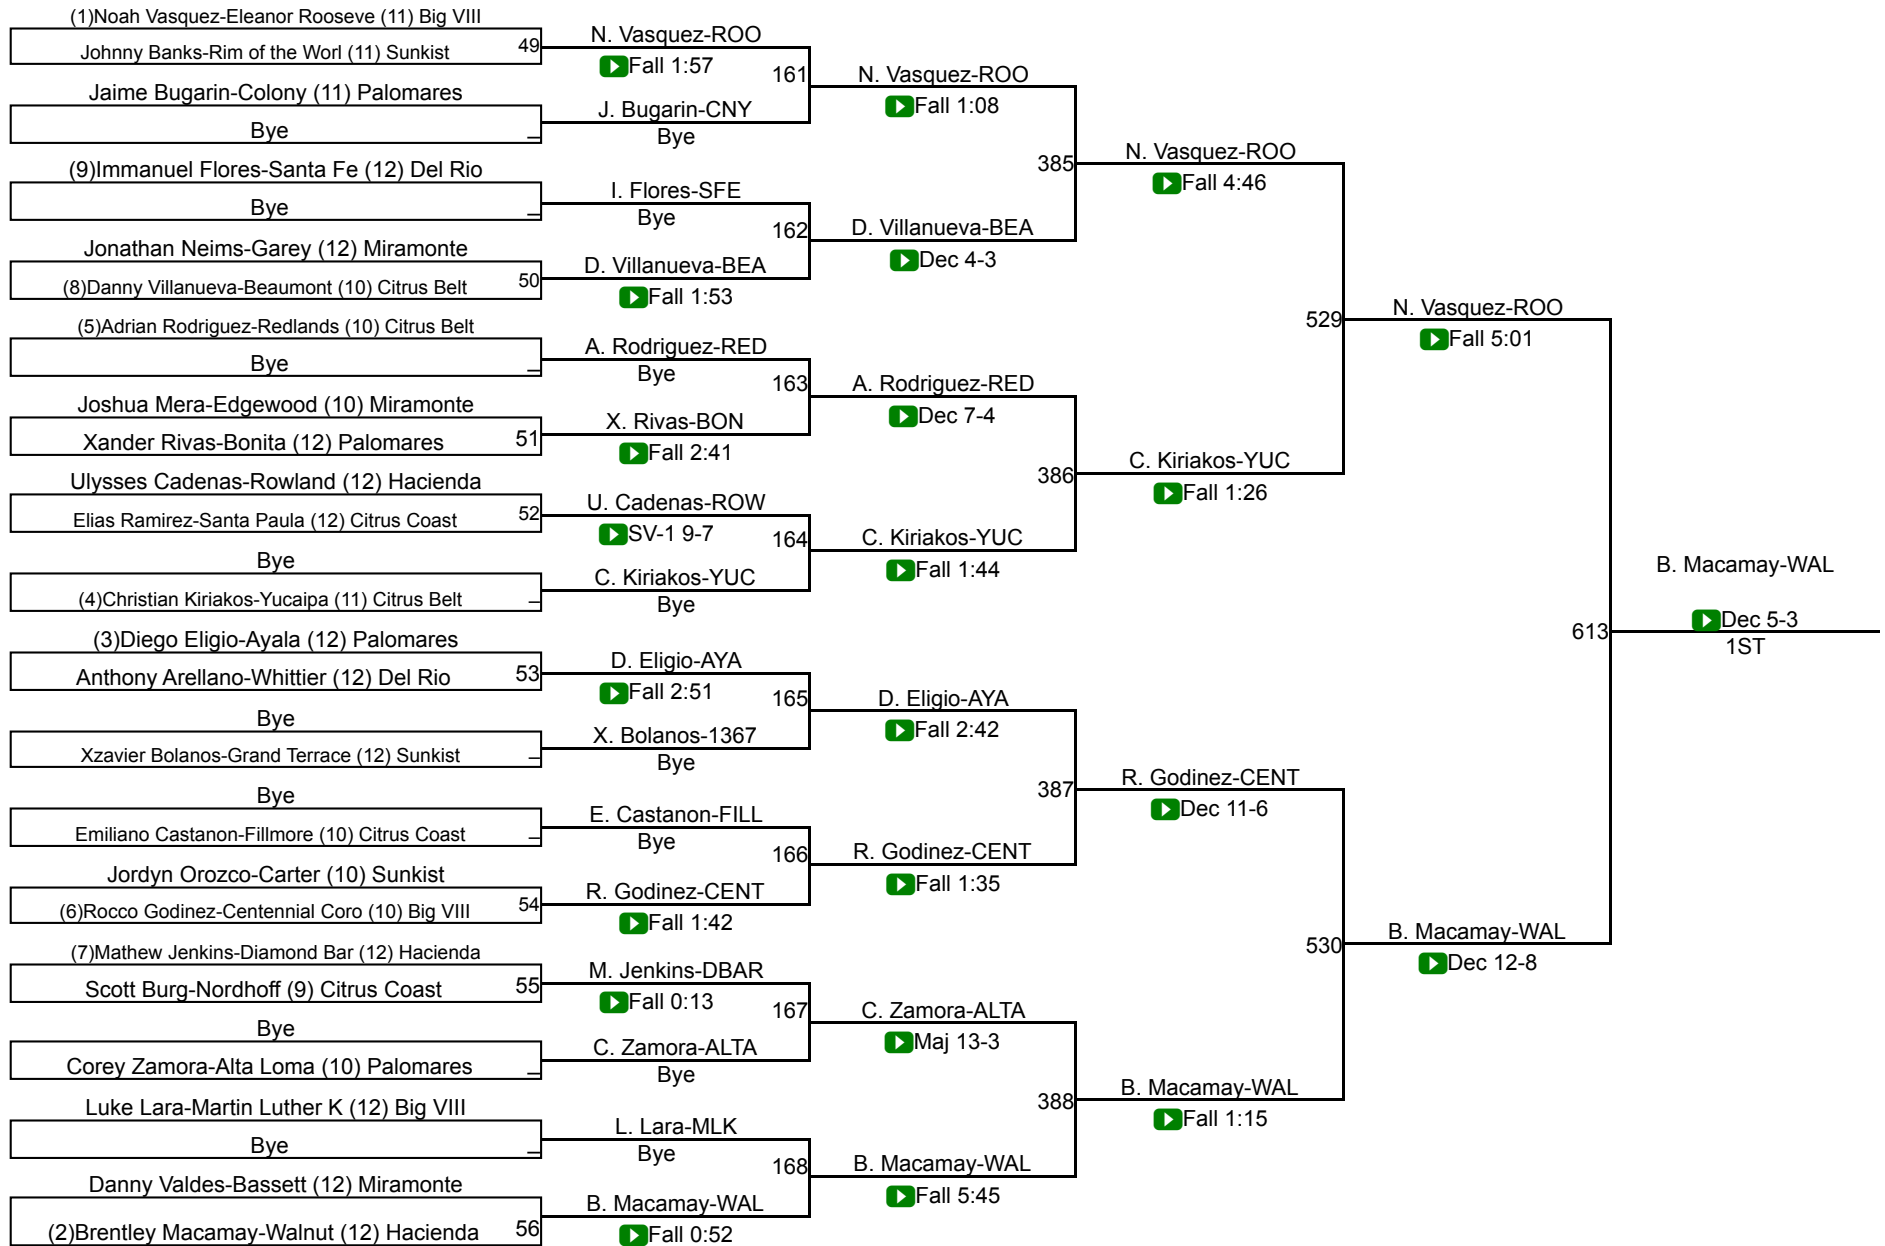 (1)Noah Vasquez-Eleanor Rooseve (11) Big VIII
Johnny Banks-Rim of the Worl (11) Sunkist
49
Jaime Bugarin-Colony (11) Palomares
Bye
_
(9)Immanuel Flores-Santa Fe (12) Del Rio
Bye
_
Jonathan Neims-Garey (12) Miramonte
(8)Danny Villanueva-Beaumont (10) Citrus Belt
50
(5)Adrian Rodriguez-Redlands (10) Citrus Belt
Bye
_
Joshua Mera-Edgewood (10) Miramonte
Xander Rivas-Bonita (12) Palomares
51
Ulysses Cadenas-Rowland (12) Hacienda
Elias Ramirez-Santa Paula (12) Citrus Coast
52
Bye
(4)Christian Kiriakos-Yucaipa (11) Citrus Belt
_
(3)Diego Eligio-Ayala (12) Palomares
Anthony Arellano-Whittier (12) Del Rio
53
Bye
Xzavier Bolanos-Grand Terrace (12) Sunkist
_
Bye
Emiliano Castanon-Fillmore (10) Citrus Coast
_
Jordyn Orozco-Carter (10) Sunkist
(6)Rocco Godinez-Centennial Coro (10) Big VIII
54
(7)Mathew Jenkins-Diamond Bar (12) Hacienda
Scott Burg-Nordhoff (9) Citrus Coast
55
Bye
Corey Zamora-Alta Loma (10) Palomares
_
Luke Lara-Martin Luther K (12) Big VIII
Bye
_
Danny Valdes-Bassett (12) Miramonte
(2)Brentley Macamay-Walnut (12) Hacienda
56
N. Vasquez-ROO
Fall 1:57
161
J. Bugarin-CNY
Bye
I. Flores-SFE
Bye
162
D. Villanueva-BEA
Fall 1:53
A. Rodriguez-RED
Bye
163
X. Rivas-BON
Fall 2:41
U. Cadenas-ROW
SV-1 9-7
164
C. Kiriakos-YUC
Bye
D. Eligio-AYA
Fall 2:51
165
X. Bolanos-1367
Bye
E. Castanon-FILL
Bye
166
R. Godinez-CENT
Fall 1:42
M. Jenkins-DBAR
Fall 0:13
167
C. Zamora-ALTA
Bye
L. Lara-MLK
Bye
168
B. Macamay-WAL
Fall 0:52
N. Vasquez-ROO
Fall 1:08
385
D. Villanueva-BEA
Dec 4-3
A. Rodriguez-RED
Dec 7-4
386
C. Kiriakos-YUC
Fall 1:44
D. Eligio-AYA
Fall 2:42
387
R. Godinez-CENT
Fall 1:35
C. Zamora-ALTA
Maj 13-3
388
B. Macamay-WAL
Fall 5:45
N. Vasquez-ROO
Fall 4:46
529
C. Kiriakos-YUC
Fall 1:26
R. Godinez-CENT
Dec 11-6
530
B. Macamay-WAL
Fall 1:15
N. Vasquez-ROO
Fall 5:01
613
B. Macamay-WAL
Dec 12-8
B. Macamay-WAL
Dec 5-3
1ST